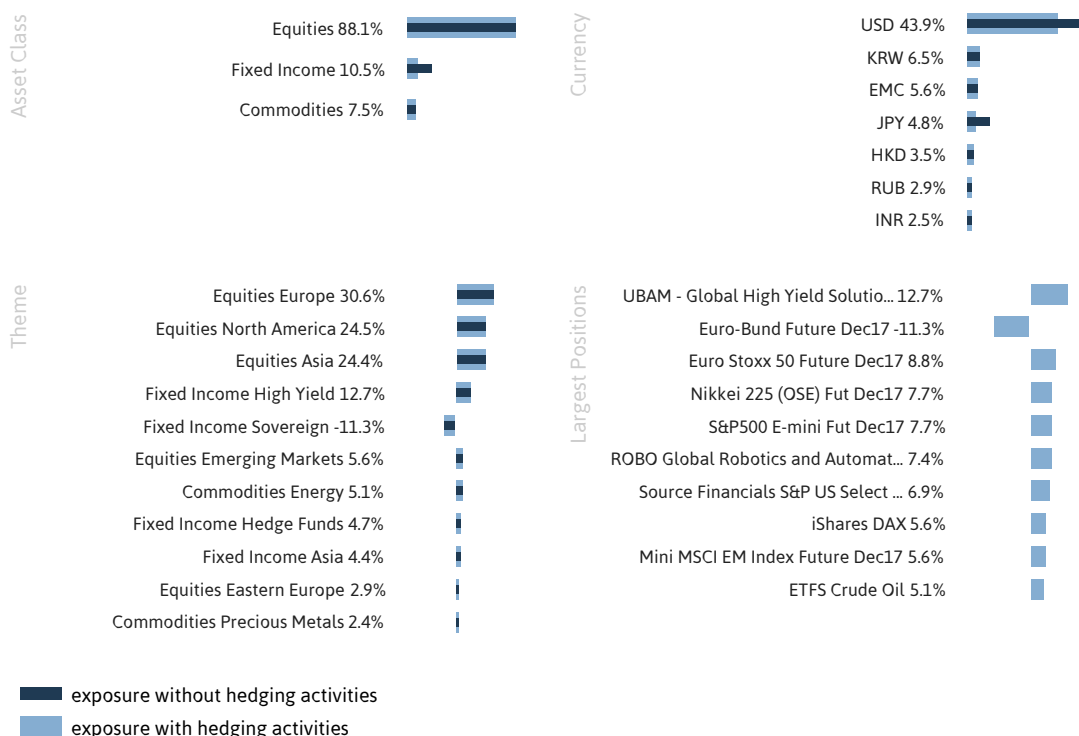 Asset Class
Equities 88.1%
Fixed Income 10.5%
Commodities 7.5%
Currency
USD 43.9%
KRW 6.5%
EMC 5.6%
JPY 4.8%
HKD 3.5%
RUB 2.9%
INR 2.5%
Theme
Equities Europe 30.6%
Equities North America 24.5%
Equities Asia 24.4%
Fixed Income High Yield 12.7%
Fixed Income Sovereign -11.3%
Equities Emerging Markets 5.6%
Commodities Energy 5.1%
Fixed Income Hedge Funds 4.7%
Fixed Income Asia 4.4%
Equities Eastern Europe 2.9%
Commodities Precious Metals 2.4%
Largest Positions
UBAM - Global High Yield Solutio... 12.7%
Euro-Bund Future Dec17 -11.3%
Euro Stoxx 50 Future Dec17 8.8%
Nikkei 225 (OSE) Fut Dec17 7.7%
S&P500 E-mini Fut Dec17 7.7%
ROBO Global Robotics and Automat... 7.4%
Source Financials S&P US Select ... 6.9%
iShares DAX 5.6%
Mini MSCI EM Index Future Dec17 5.6%
ETFS Crude Oil 5.1%
exposure without hedging activities
exposure with hedging activities